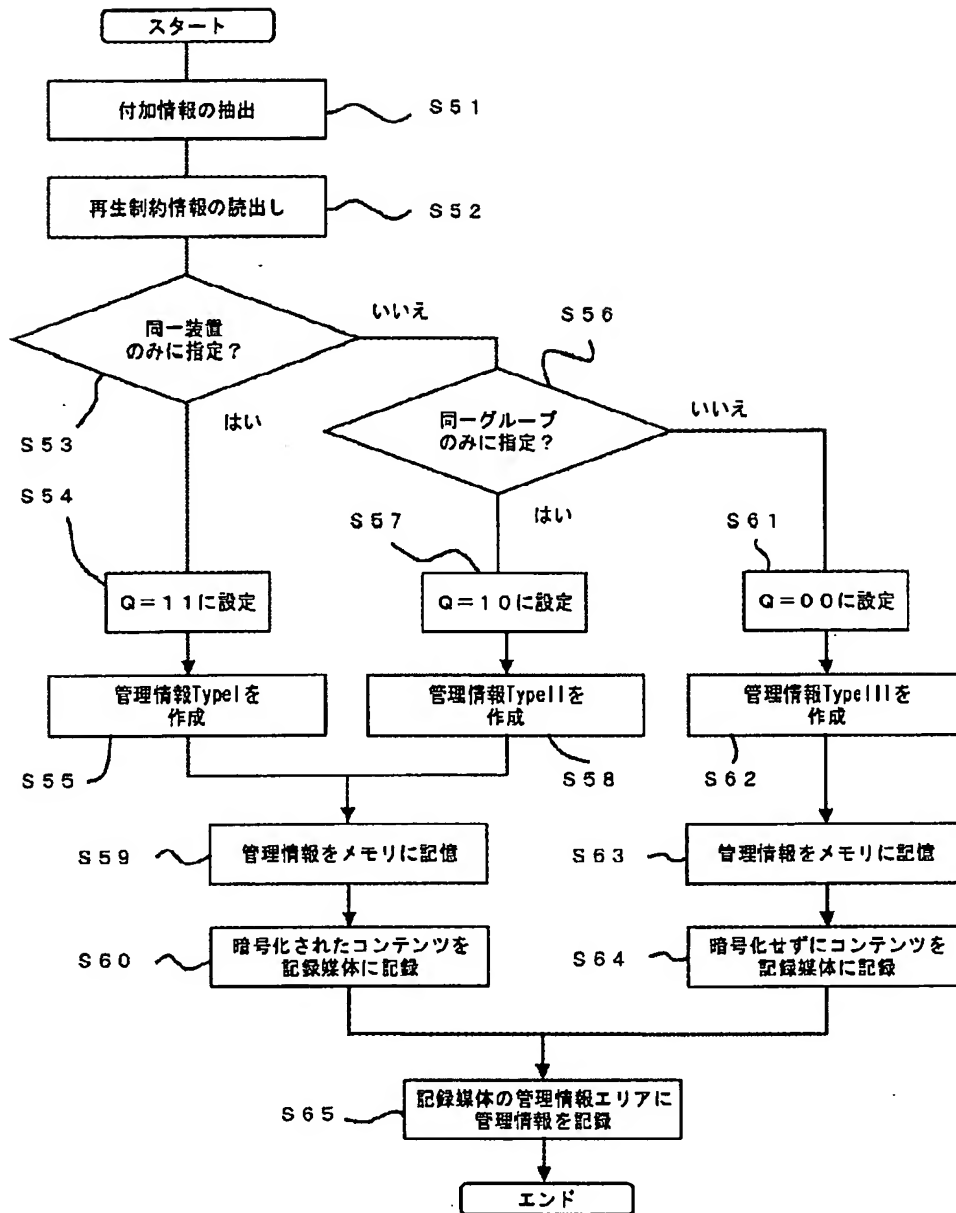 スタート
付加情報の抽出
S51
再生制約情報の読出し
S52
同一装置
のみに指定?
いいえ
S53
はい
S56
同一グループ
のみに指定?
いいえ
はい
S54
S57
S61
Q=11に設定
Q=10に設定
Q=00に設定
管理情報TypeIを
作成
管理情報TypeIIを
作成
管理情報TypeIIIを
作成
S55
S58
S62
S59
管理情報をメモリに記憶
S63
管理情報をメモリに記憶
S60
暗号化されたコンテンツを
記録媒体に記録
S64
暗号化せずにコンテンツを
記録媒体に記録
S65
記録媒体の管理情報エリアに
管理情報を記録
エンド